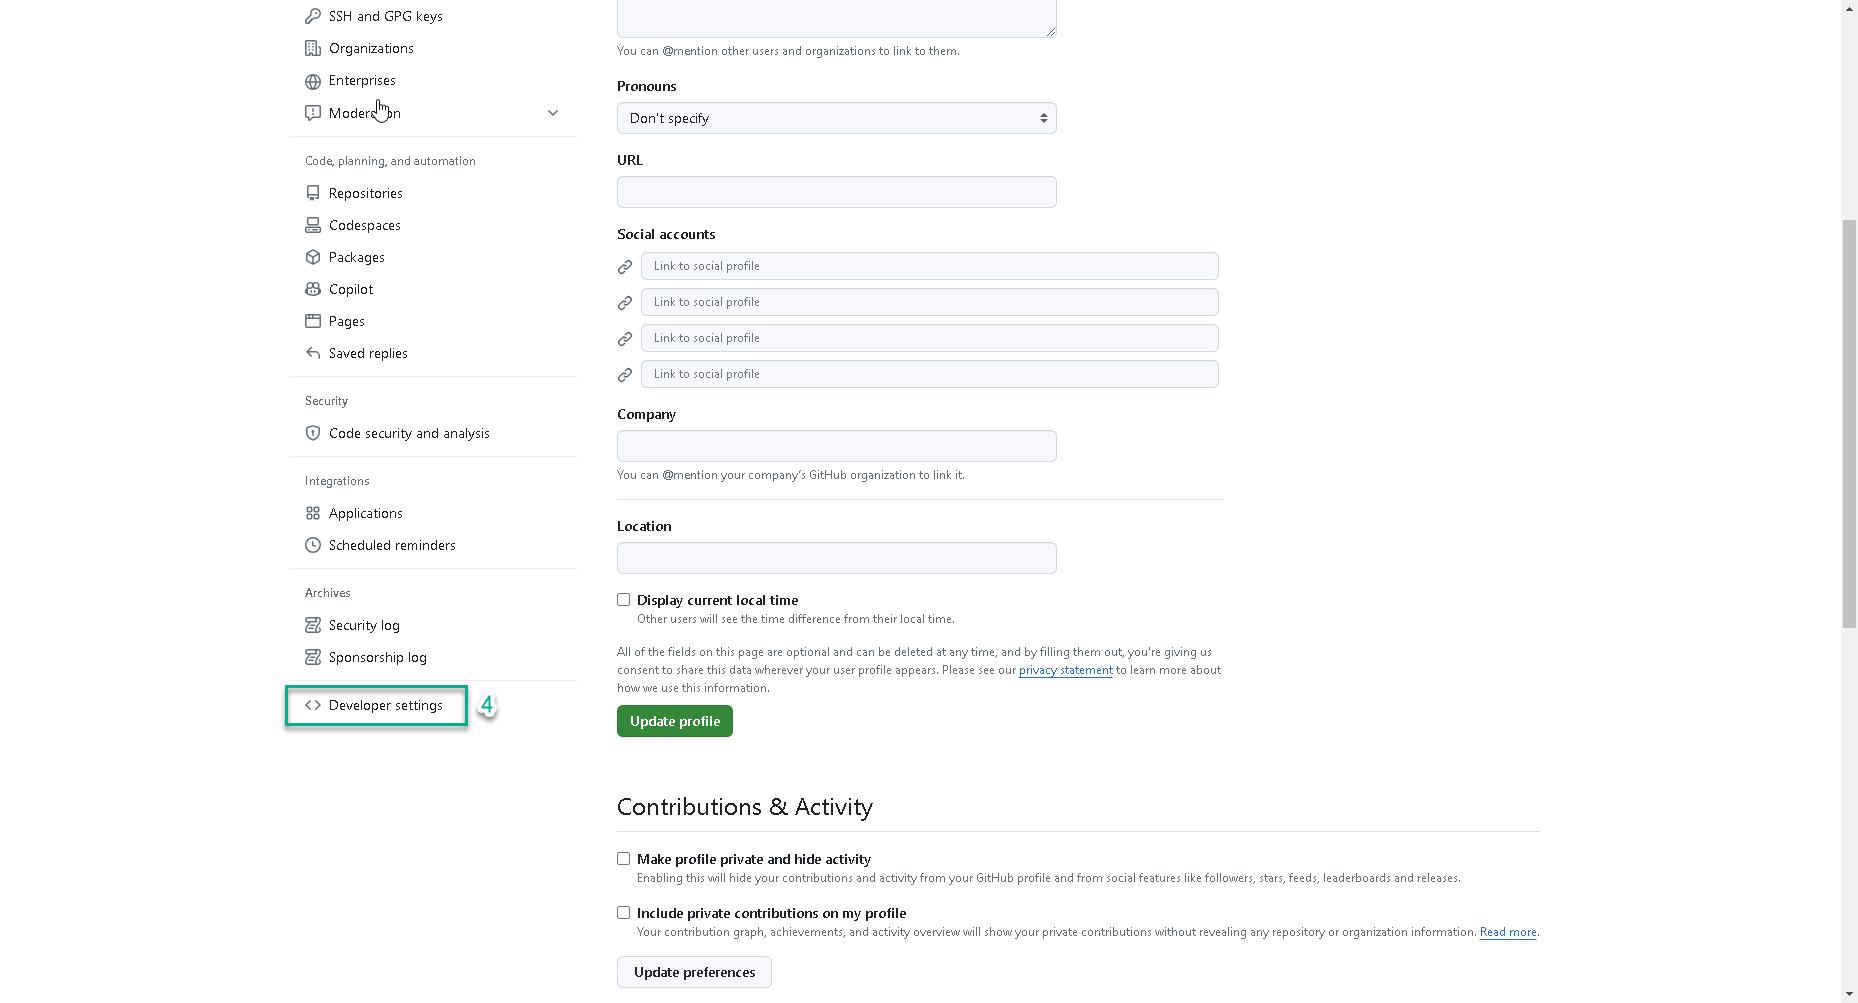 SSH and GPG keys
Organizations
Enterprises
Code, planning, and automation
Repositories
Codespaces
Packages
Copilot
Pages
Saved replies
Security
Code security and analysis
Integrations
Applications
Scheduled reminders
Archives
Security log
Sponsorship log
Developer settings
4
You can @mention other users and organizations to link to them.
Pronouns
Don't specify
URL
Social accounts
Link to social profile
Link to social profile
Link to social profile
Link to social profile
Company
You can @mention your company's GitHub organization to link it.
Location
Display current local time
Other users will see the time difference from their local time.
All of the fields on this page are optional and can be deleted at any time, and by filling them out, you're giving us
consent to share this data wherever your user profile appears. Please see our privacy statement to learn more about
how we use this information.
Update profile
Contributions & Activity
Make profile private and hide activity
Enabling this will hide your contributions and activity from your GitHub profile and from social features like followers, stars, feeds, leaderboards and releases.
Include private contributions on my profile
Your contribution graph, achievements, and activity overview will show your private contributions without revealing any repository or organization information. Read more.
Update preferences